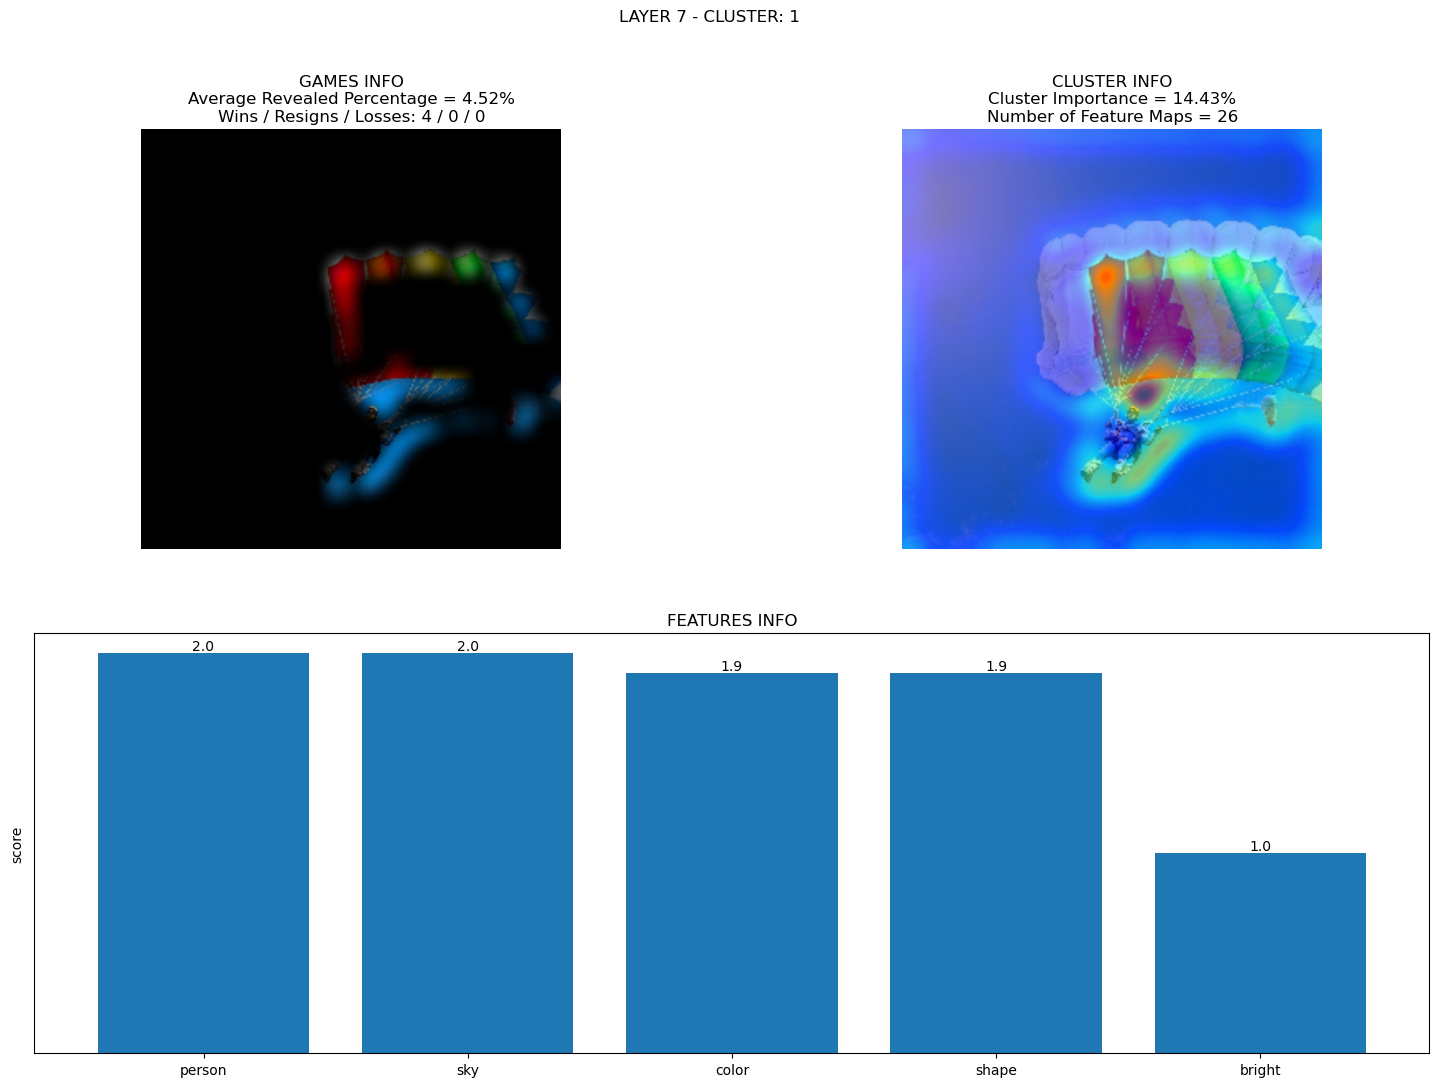 LAYER 7 - CLUSTER: 1
GAMES INFO
Average Revealed Percentage = 4.52%
Wins / Resigns / Losses: 4 / 0 / 0
CLUSTER INFO
Cluster Importance = 14.43%
Number of Feature Maps = 26
FEATURES INFO
score
2.0
2.0
1.9
1.9
1.0
person
sky
color
shape
bright